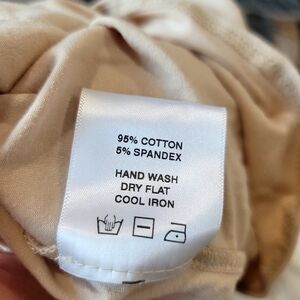 95% COTTON
5% SPANDEX
HAND WASH
DRY FLAT
COOL IRON